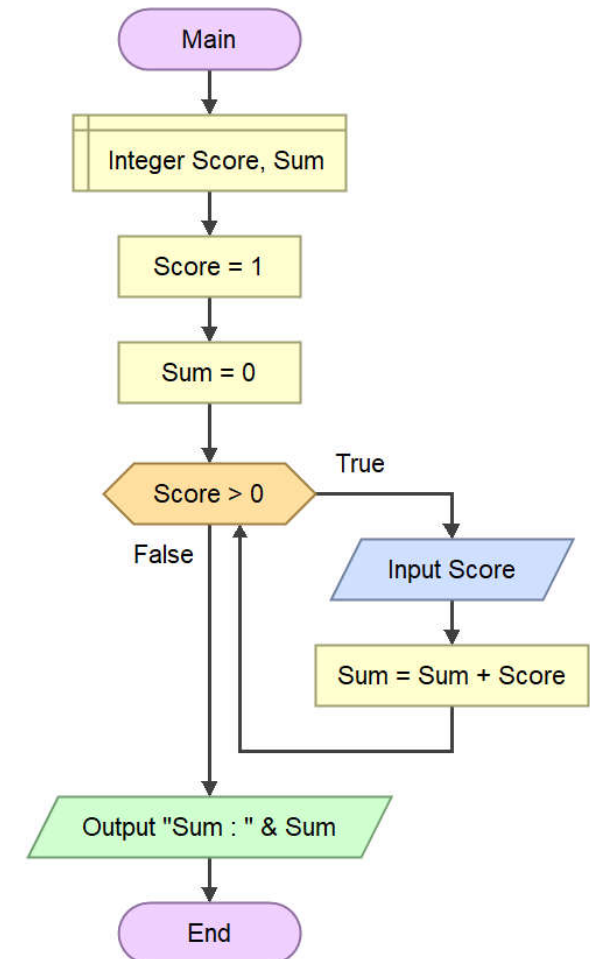 Main
Integer Score, Sum
Score = 1
Sum = 0
Score > 0
True
False
Input Score
Sum = Sum + Score
Output "Sum : " & Sum
End